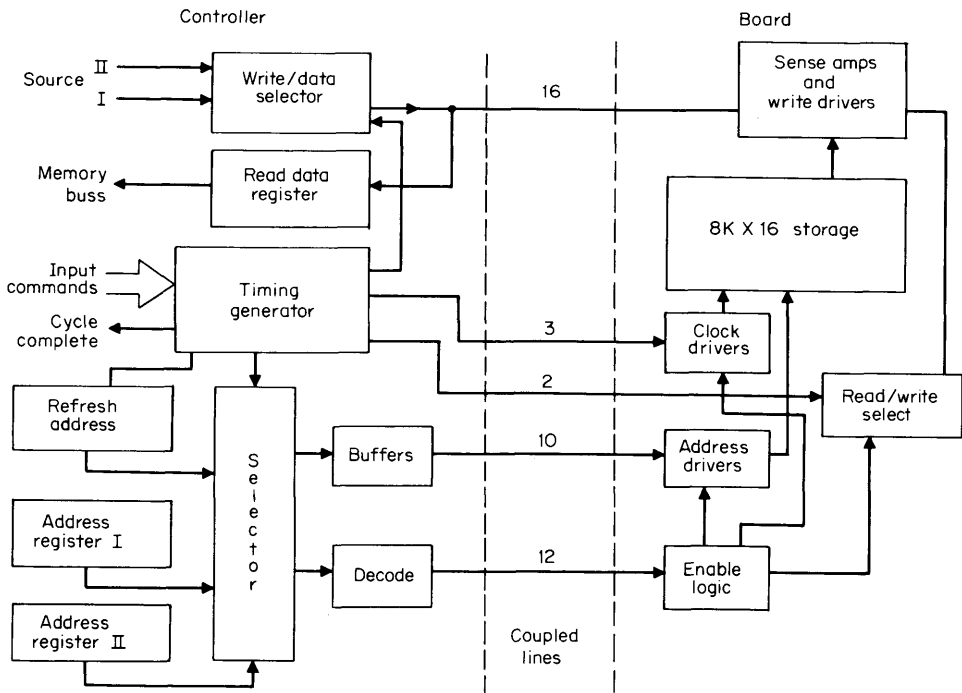 Controller
Board
Source II
I
Write/data
selector
16
Sense amps
and
write drivers
Memory
buss
Read data
register
8K X 16 storage
Input
commands
Timing
generator
Cycle
complete
3
Clock
drivers
2
Read/write
select
Refresh
address
Selector
Buffers
10
Address
drivers
Address
register I
Decode
12
Enable
logic
Address
register II
Coupled
lines